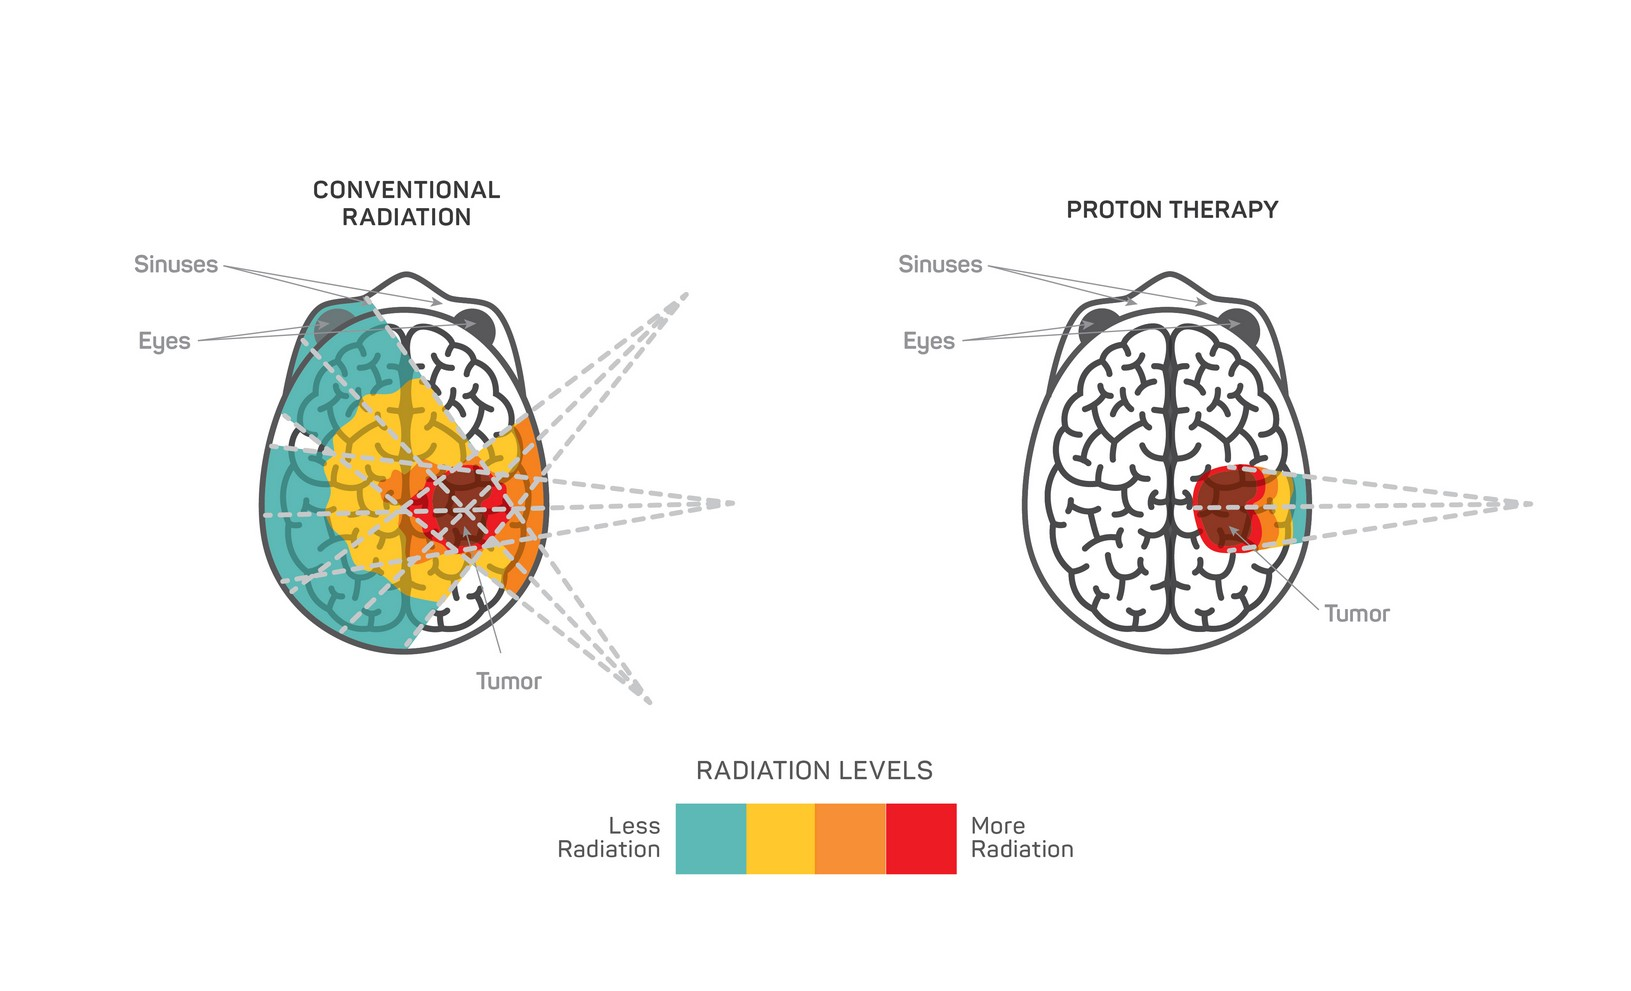 CONVENTIONAL
RADIATION
Sinuses
Eyes
Tumor
PROTON THERAPY
Sinuses
Eyes
Tumor
RADIATION LEVELS
Less
Radiation
More
Radiation